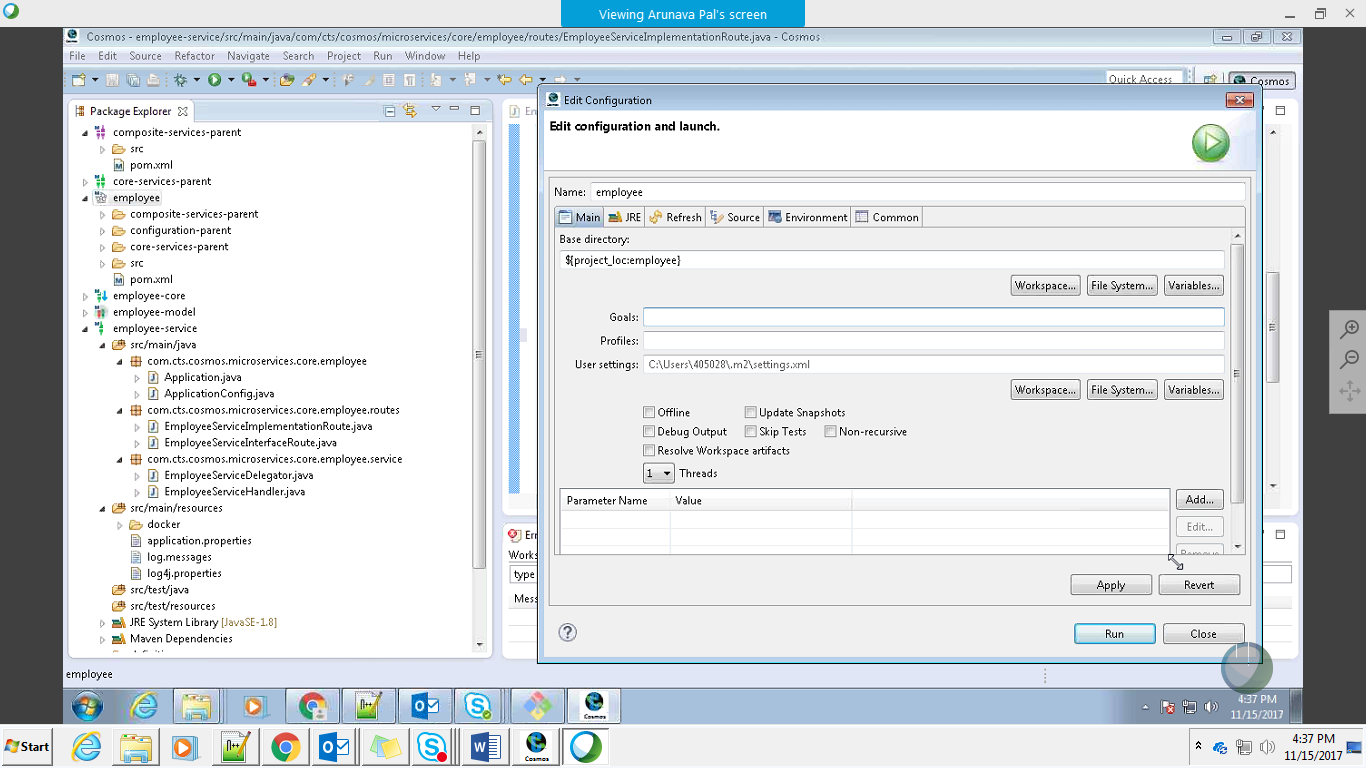 Viewing Arunava Pal's screen
Cosmos - employee-service/src/main/java/com/cts/cosmos/microservices/core/employee/routes/EmployeeServiceImplementationRoute.java - Cosmos
File Edit Source Refactor Navigate Search Project Run Window Help
Quick Access
Cosmos
Package Explorer
composite-services-parent
src
pom.xml
core-services-parent
employee
composite-services-parent
configuration-parent
core-services-parent
src
pom.xml
employee-core
employee-model
employee-service
src/main/java
com.cts.cosmos.microservices.core.employee
Application.java
ApplicationConfig.java
com.cts.cosmos.microservices.core.employee.routes
EmployeeServiceImplementationRoute.java
EmployeeServiceInterfaceRoute.java
com.cts.cosmos.microservices.core.employee.service
EmployeeServiceDelegator.java
EmployeeServiceHandler.java
src/main/resources
docker
application.properties
log.messages
log4j.properties
src/test/java
src/test/resources
JRE System Library [JavaSE-1.8]
Maven Dependencies
employee
Em
Err
Works
type
Mess
Edit Configuration
Edit configuration and launch.
Name: employee
Main JRE Refresh Source Environment Common
Base directory:
${project_loc:employee}
Workspace... File System... Variables...
Goals:
Profiles:
User settings: C:\Users\405028\.m2\settings.xml
Workspace... File System... Variables...
Offline Update Snapshots
Debug Output Skip Tests Non-recursive
Resolve Workspace artifacts
1 Threads
Parameter Name Value
Add...
Edit...
Remove
Apply Revert
Run Close
4:37 PM
11/15/2017
Start
Cosmos
4:37 PM
11/15/2017